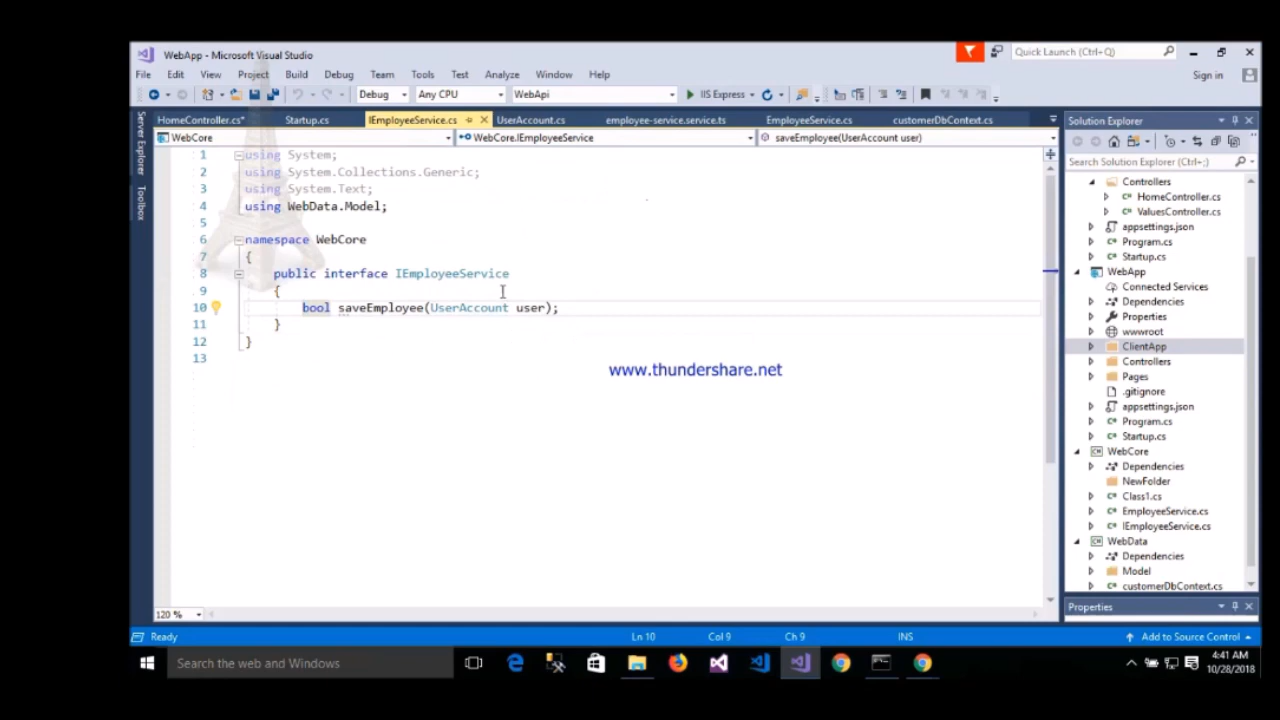 WebApp - Microsoft Visual Studio
Quick Launch (Ctrl+Q)
File Edit View Project Build Debug Team Tools Test Analyze Window Help
Sign in
Debug Any CPU WebApi IIS Express
HomeController.cs* Startup.cs IEmployeeService.cs UserAccount.cs employee-service.service.ts EmployeeService.cs customerDbContext.cs
WebCore WebCore.IEmployeeService saveEmployee(UserAccount user)
Server Explorer
Toolbox
1 using System;
2 using System.Collections.Generic;
3 using System.Text;
4 using WebData.Model;
5
6 namespace WebCore
7 {
8 public interface IEmployeeService
9 {
10 bool saveEmployee(UserAccount user);
11 }
12 }
13
www.thundershare.net
120 %
Solution Explorer
Search Solution Explorer (Ctrl+;)
Controllers
C# HomeController.cs
C# ValuesController.cs
appsettings.json
C# Program.cs
C# Startup.cs
WebApp
Connected Services
Dependencies
Properties
wwwroot
ClientApp
Controllers
Pages
.gitignore
appsettings.json
C# Program.cs
C# Startup.cs
C# WebCore
Dependencies
NewFolder
C# Class1.cs
C# EmployeeService.cs
C# IEmployeeService.cs
C# WebData
Dependencies
Model
C# customerDbContext.cs
Properties
Ready Ln 10 Col 9 Ch 9 INS Add to Source Control
Search the web and Windows
4:41 AM
10/28/2018